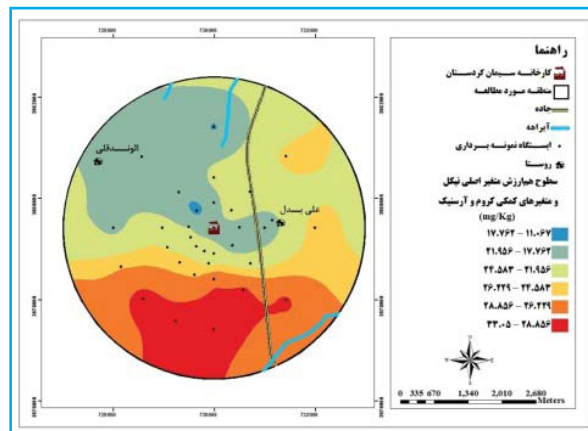 راهنما
کارخانه سیمان کردستان
منطقه مورد مطالعه
جاده
آبراهه
ایستگاه نمونه برداری
روستا
سطوح هم‌ارزش متغیر اصلی نیکل
و متغیرهای کمکی کروم و آرسنیک
(mg/Kg)
۱۷.۷۶۲ – ۱۱.۰۶۷
۲۱.۹۵۶ – ۱۷.۷۶۲
۲۴.۵۸۳ – ۲۱.۹۵۶
۲۶.۲۲۹ – ۲۴.۵۸۳
۲۸.۸۵۶ – ۲۶.۲۲۹
۳۳.۰۵ – ۲۸.۸۵۶
الوندقلی
علی بدل
0 335 670 1,340 2,010 2,680
Meters